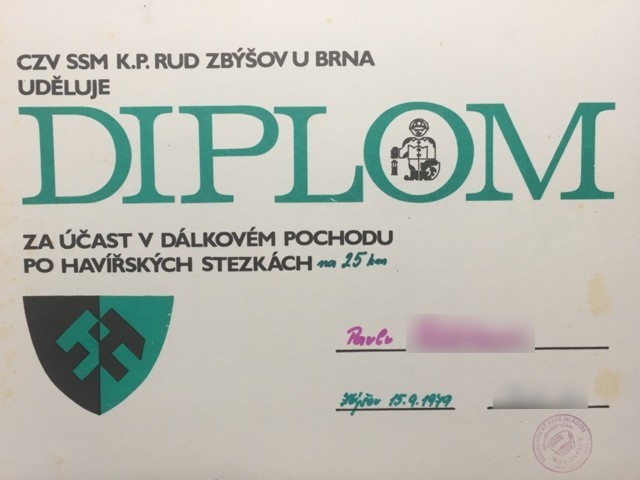 CZV SSM K.P. RUD ZBÝŠOV U BRNA
UDĚLUJE
DIPLOM
ZA ÚČAST V DÁLKOVÉM POCHODU
PO HAVÍŘSKÝCH STEZKÁCH na 25 km
Pavlu
Zbýšov 15.9.1979